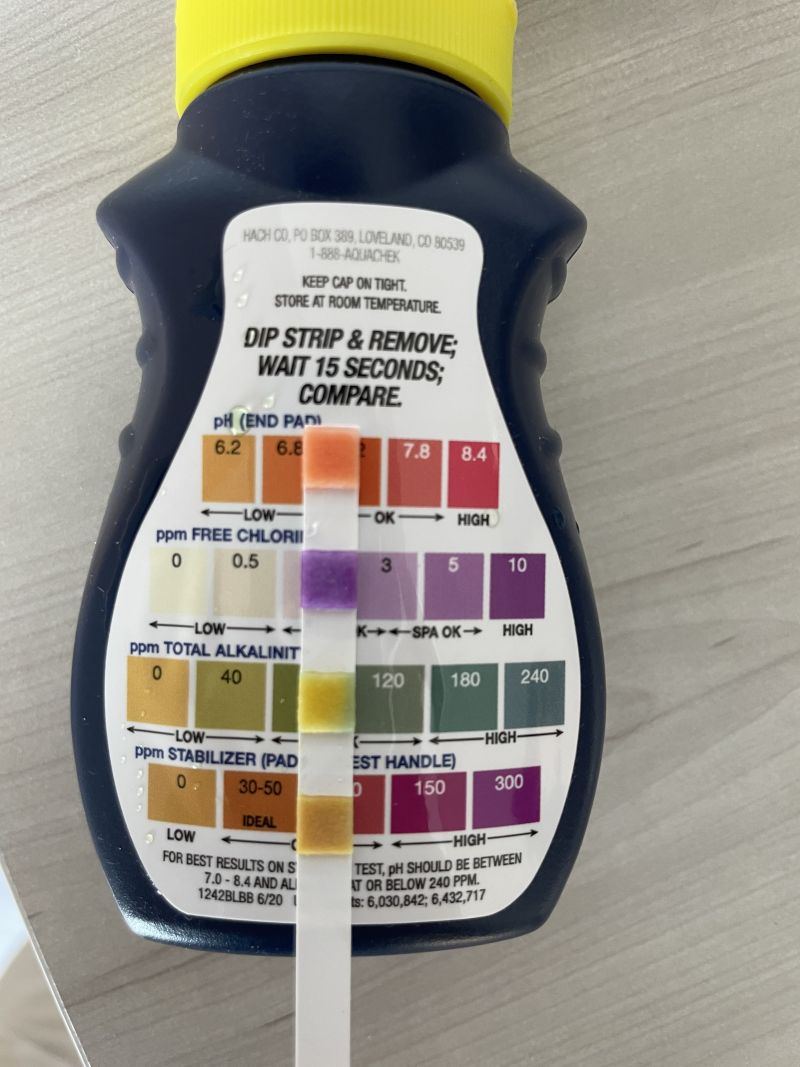 HACH CO, PO BOX 389, LOVELAND, CO 80539
1-888-AQUACHEK
KEEP CAP ON TIGHT.
STORE AT ROOM TEMPERATURE.
DIP STRIP & REMOVE;
WAIT 15 SECONDS;
COMPARE.
pH (END PAD)
6.2 6.8 7.8 8.4
LOW OK HIGH
ppm FREE
0 0.5 3 5 10
LOW SPA OK HIGH
ppm TOTAL
0 40 120 180 240
LOW HIGH
ppm STABILIZER (PAD HANDLE)
0 30-50 150 300
IDEAL
LOW HIGH
FOR BEST RESULTS ON TEST, pH SHOULD BE BETWEEN
7.0 - 8.4 AND AT OR BELOW 240 PPM.
1242BLBB 6/20 6,030,842; 6,432,717